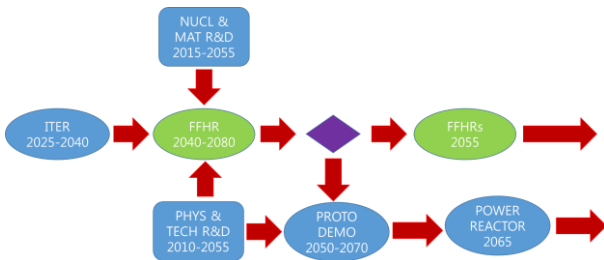 NUCL &
MAT R&D
2015-2055
ITER
2025-2040
FFHR
2040-2080
FFHRs
2055
PHYS &
TECH R&D
2010-2055
PROTO
DEMO
2050-2070
POWER
REACTOR
2065